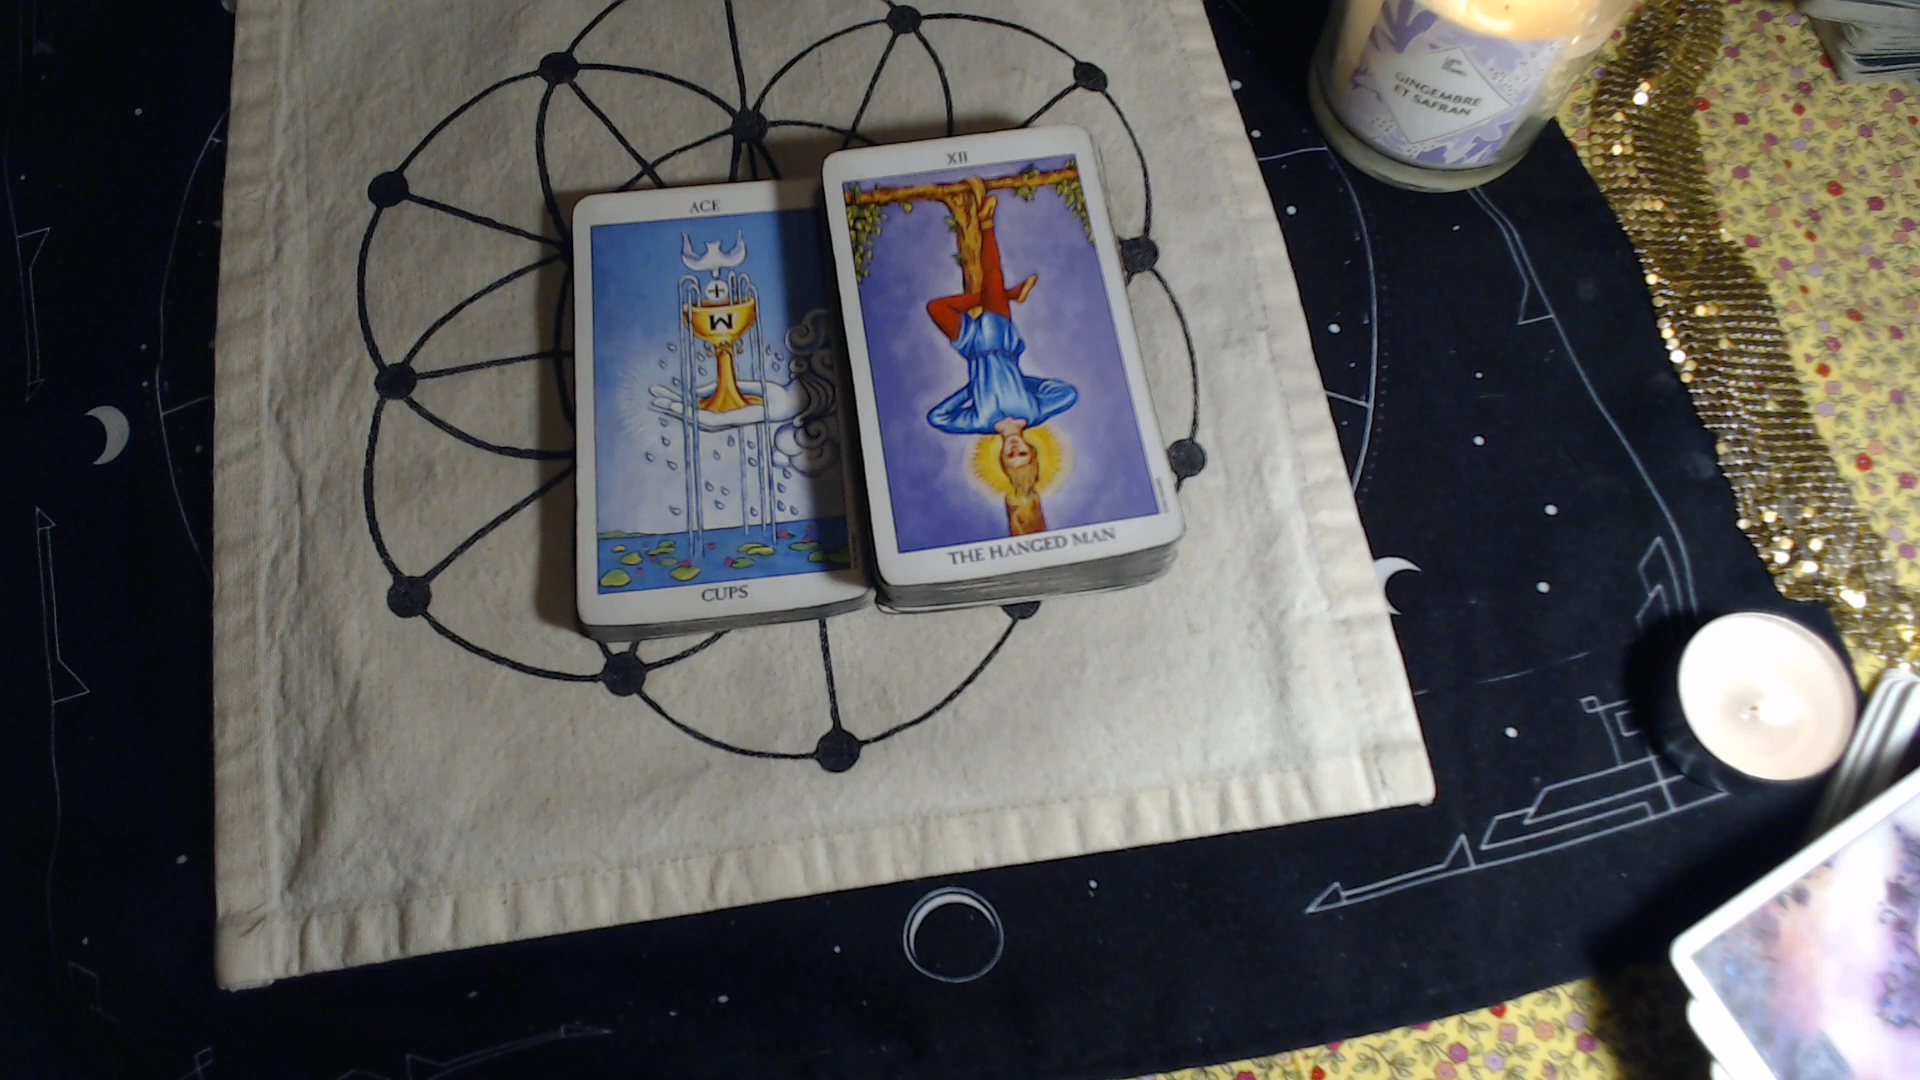 ACE
CUPS
XII
THE HANGED MAN
GINGEMBRE
ET SAFRAN